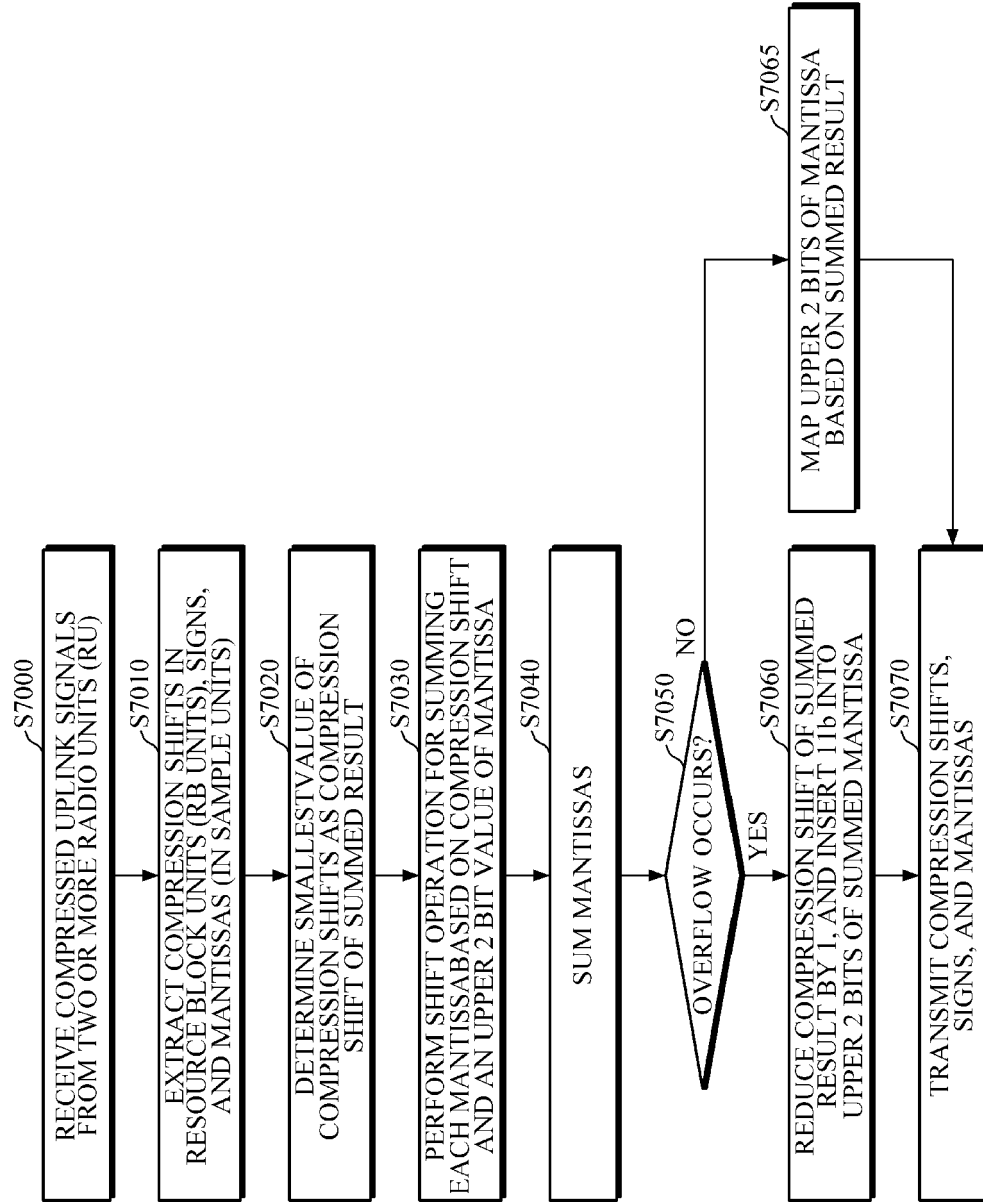 S7000
RECEIVE COMPRESSED UPLINK SIGNALS
FROM TWO OR MORE RADIO UNITS (RU)
S7010
EXTRACT COMPRESSION SHIFTS IN
RESOURCE BLOCK UNITS (RB UNITS), SIGNS,
AND MANTISSAS (IN SAMPLE UNITS)
S7020
DETERMINE SMALLESTVALUE OF
COMPRESSION SHIFTS AS COMPRESSION
SHIFT OF SUMMED RESULT
S7030
PERFORM SHIFT OPERATION FOR SUMMING
EACH MANTISSABASED ON COMPRESSION SHIFT
AND AN UPPER 2 BIT VALUE OF MANTISSA
S7040
SUM MANTISSAS
S7050
OVERFLOW OCCURS?
NO
YES
S7060
REDUCE COMPRESSION SHIFT OF SUMMED
RESULT BY 1, AND INSERT 11b INTO
UPPER 2 BITS OF SUMMED MANTISSA
S7065
MAP UPPER 2 BITS OF MANTISSA
BASED ON SUMMED RESULT
S7070
TRANSMIT COMPRESSION SHIFTS,
SIGNS, AND MANTISSAS